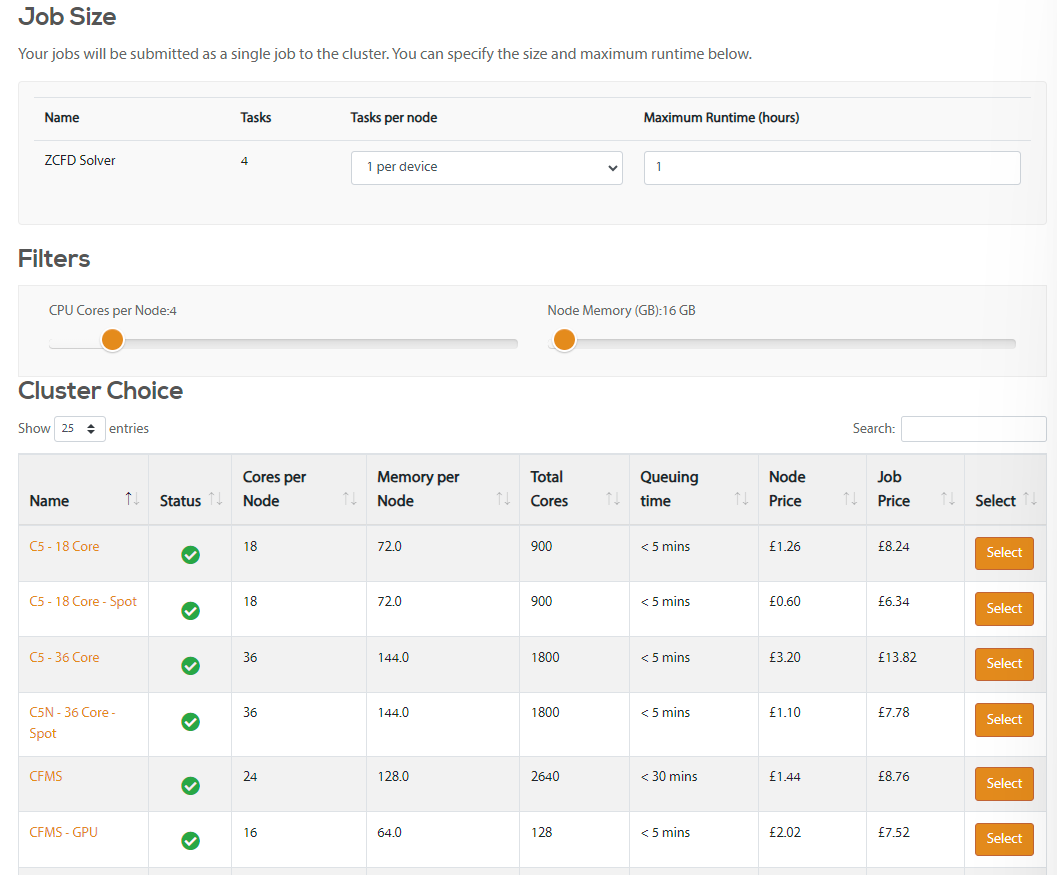 Job Size
Your jobs will be submitted as a single job to the cluster. You can specify the size and maximum runtime below.
Name Tasks Tasks per node Maximum Runtime (hours)
ZCFD Solver 4 1 per device 1
Filters
CPU Cores per Node:4 Node Memory (GB):16 GB
Cluster Choice
Show 25 entries Search:
Name Status Cores per Node Memory per Node Total Cores Queuing time Node Price Job Price Select
C5 - 18 Core 18 72.0 900 < 5 mins £1.26 £8.24 Select
C5 - 18 Core - Spot 18 72.0 900 < 5 mins £0.60 £6.34 Select
C5 - 36 Core 36 144.0 1800 < 5 mins £3.20 £13.82 Select
C5N - 36 Core - Spot 36 144.0 1800 < 5 mins £1.10 £7.78 Select
CFMS 24 128.0 2640 < 30 mins £1.44 £8.76 Select
CFMS - GPU 16 64.0 128 < 5 mins £2.02 £7.52 Select